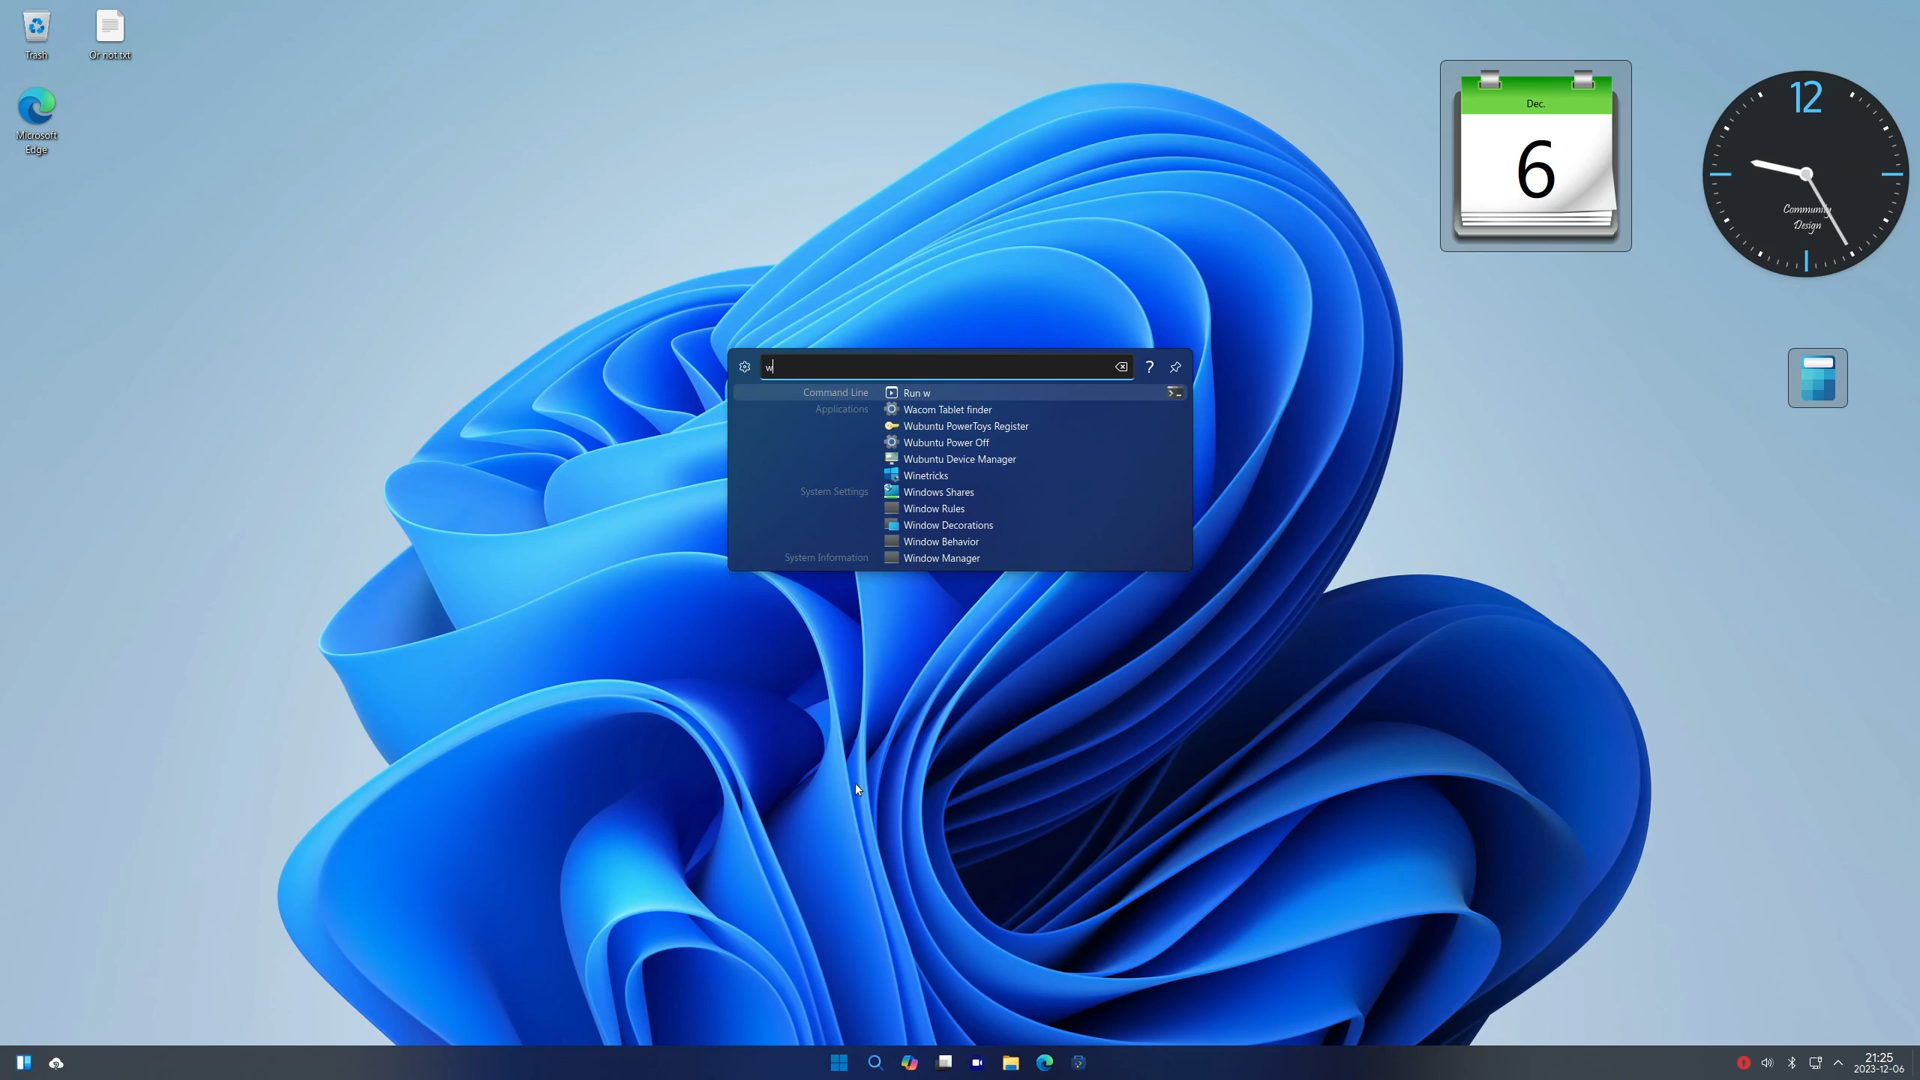 Trash
Or not.txt
Microsoft
Edge
Dec.
6
12
Community
Design
w
?
Command Line
Run w
Applications
Wacom Tablet finder
Wubuntu PowerToys Register
Wubuntu Power Off
Wubuntu Device Manager
Winetricks
System Settings
Windows Shares
Window Rules
Window Decorations
Window Behavior
System Information
Window Manager
21:25
2023-12-06